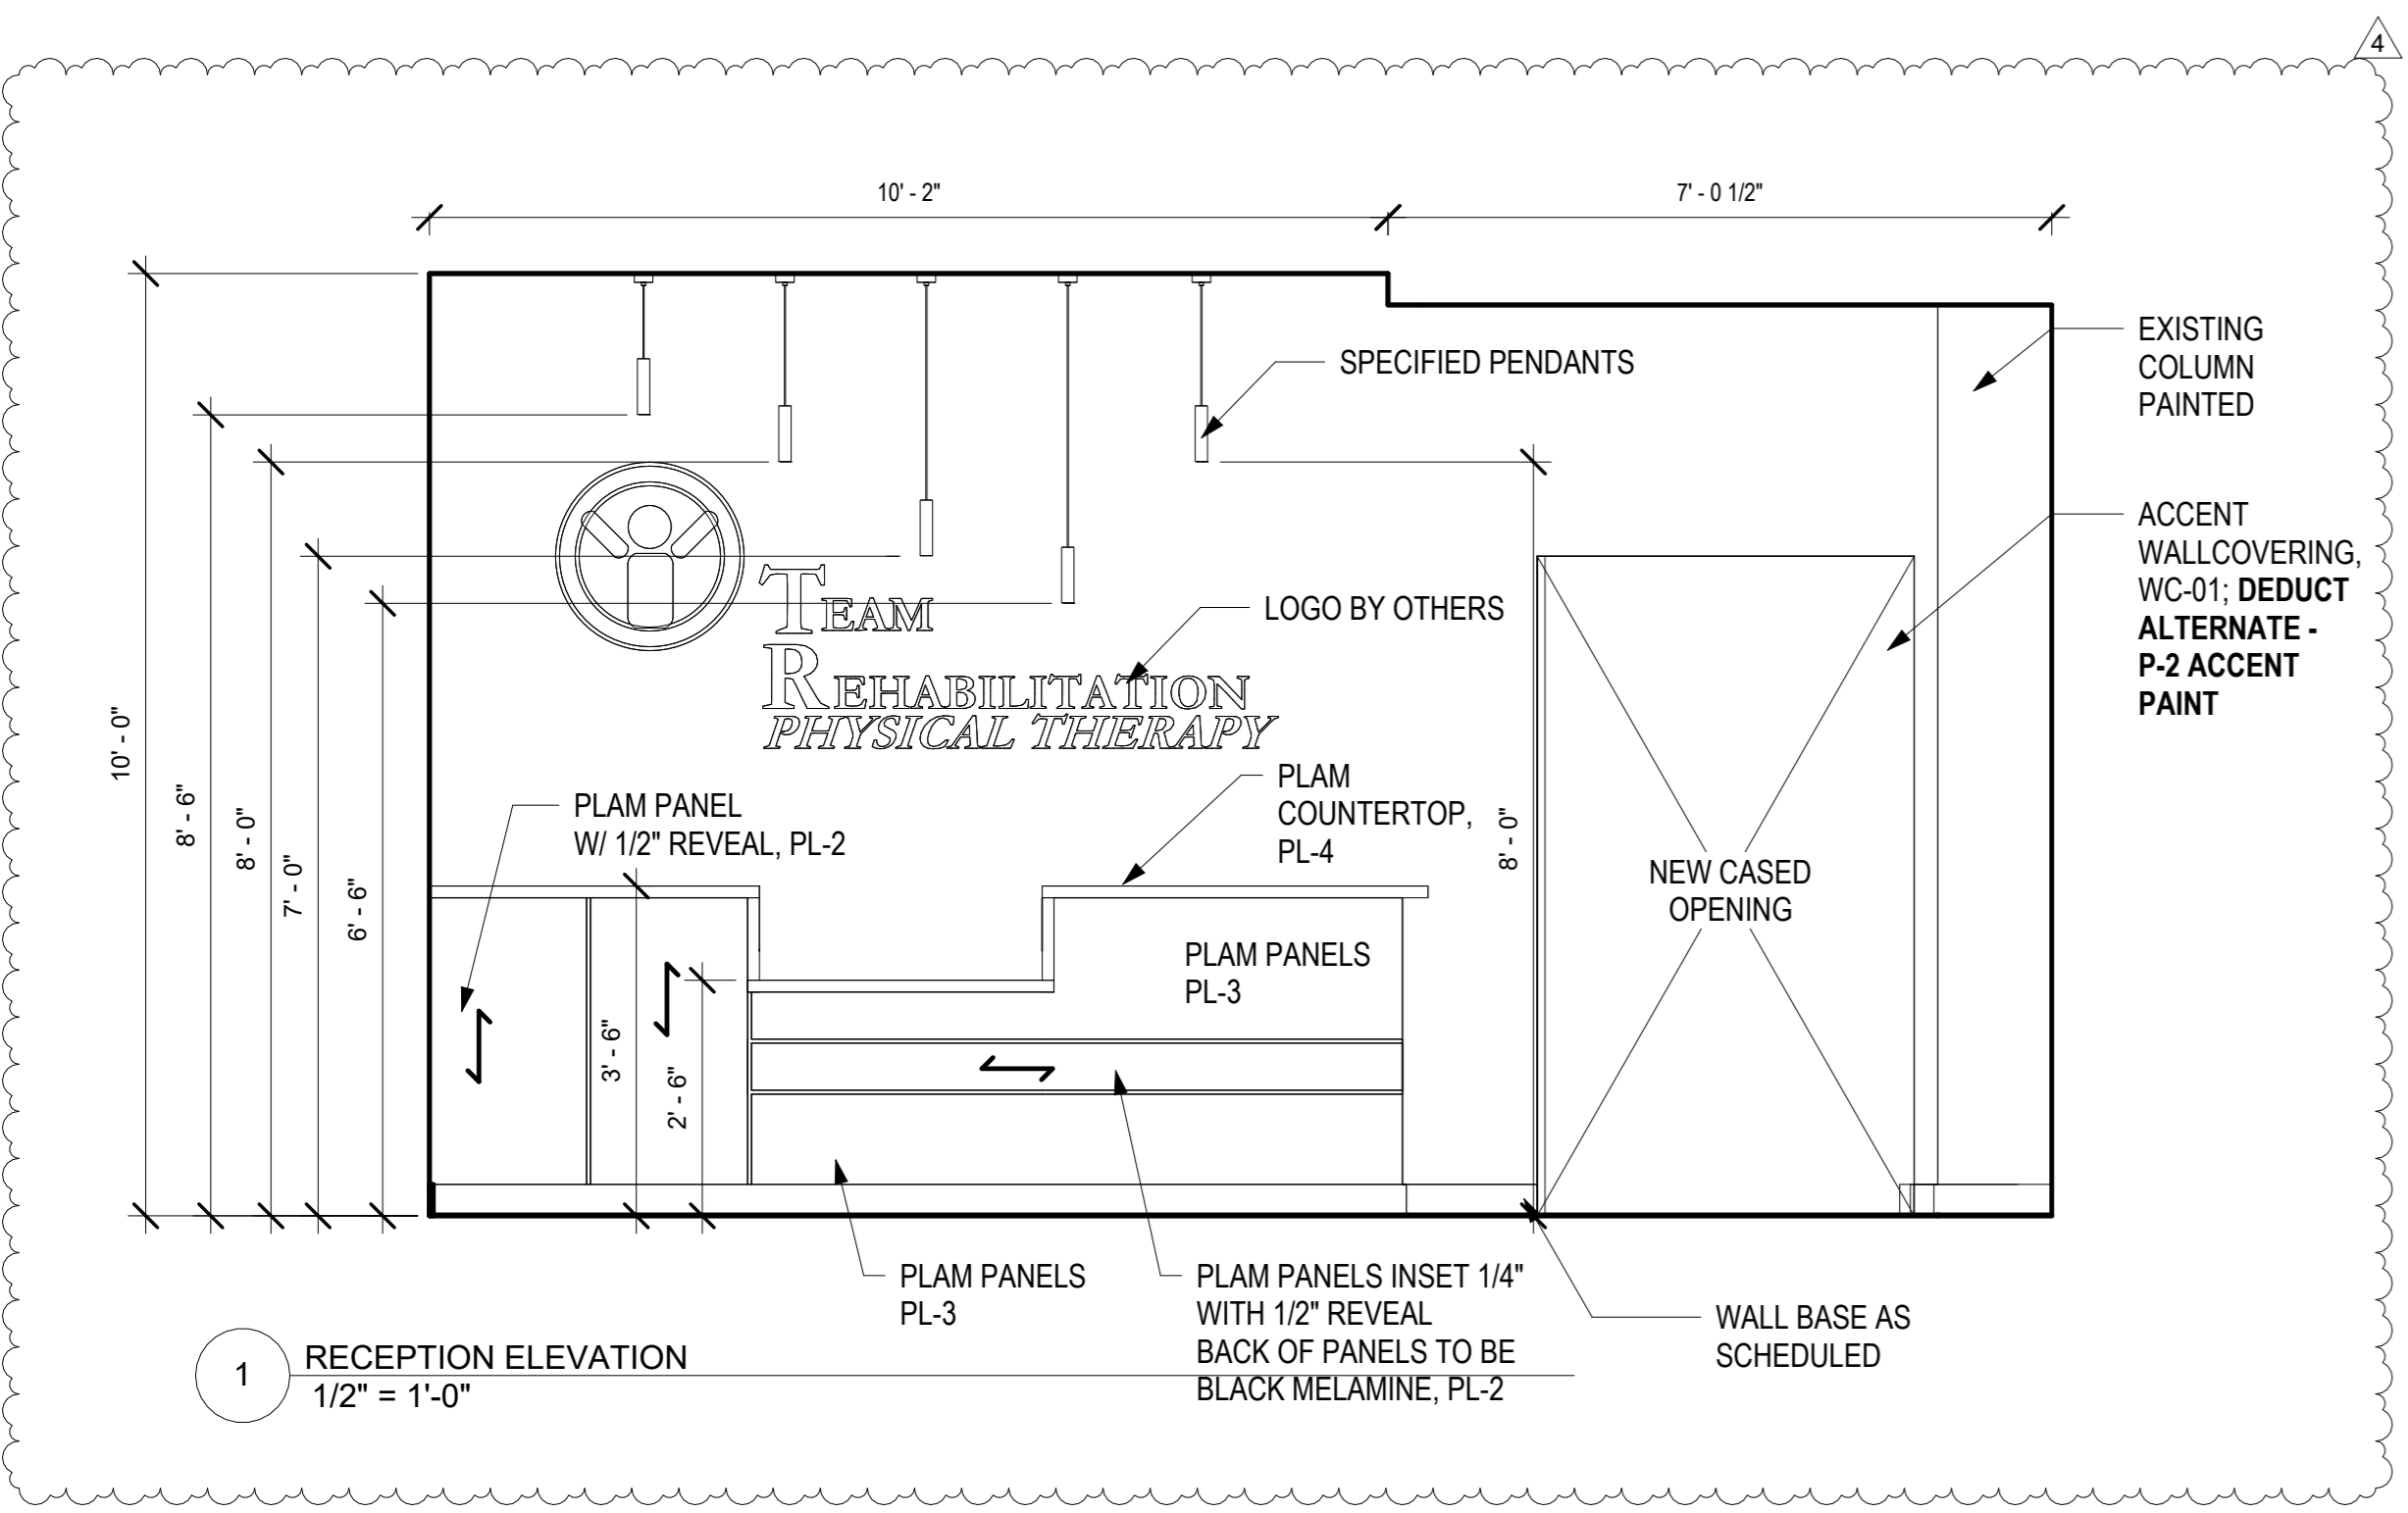 4
10' - 2"
7' - 0 1/2"
10' - 0"
8' - 6"
8' - 0"
7' - 0"
6' - 6"
3' - 6"
2' - 6"
8' - 0"
SPECIFIED PENDANTS
EXISTING
COLUMN
PAINTED
ACCENT
WALLCOVERING,
WC-01; DEDUCT
ALTERNATE -
P-2 ACCENT
PAINT
TEAM
REHABILITATION
PHYSICAL THERAPY
LOGO BY OTHERS
PLAM PANEL
W/ 1/2" REVEAL, PL-2
PLAM
COUNTERTOP,
PL-4
NEW CASED
OPENING
PLAM PANELS
PL-3
PLAM PANELS
PL-3
PLAM PANELS INSET 1/4"
WITH 1/2" REVEAL
BACK OF PANELS TO BE
BLACK MELAMINE, PL-2
WALL BASE AS
SCHEDULED
1
RECEPTION ELEVATION
1/2" = 1'-0"